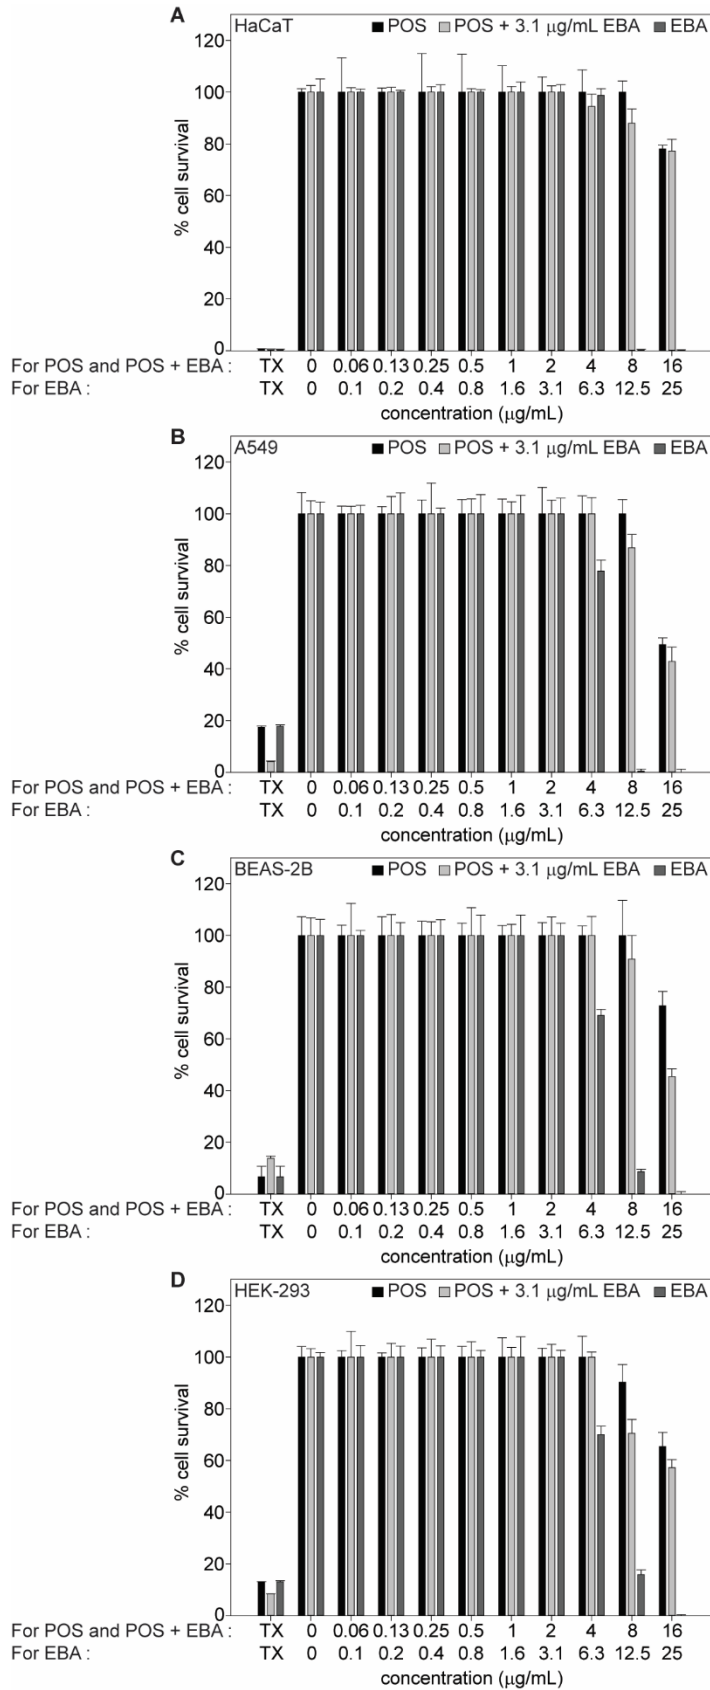 A
HaCaT POS POS + 3.1 μg/mL EBA EBA
120
100
80
60
40
20
0
% cell survival
For POS and POS + EBA : TX 0 0.06 0.13 0.25 0.5 1 2 4 8 16
For EBA : TX 0 0.1 0.2 0.4 0.8 1.6 3.1 6.3 12.5 25
concentration (μg/mL)
B
A549 POS POS + 3.1 μg/mL EBA EBA
120
100
80
60
40
20
0
% cell survival
For POS and POS + EBA : TX 0 0.06 0.13 0.25 0.5 1 2 4 8 16
For EBA : TX 0 0.1 0.2 0.4 0.8 1.6 3.1 6.3 12.5 25
concentration (μg/mL)
C
BEAS-2B POS POS + 3.1 μg/mL EBA EBA
120
100
80
60
40
20
0
% cell survival
For POS and POS + EBA : TX 0 0.06 0.13 0.25 0.5 1 2 4 8 16
For EBA : TX 0 0.1 0.2 0.4 0.8 1.6 3.1 6.3 12.5 25
concentration (μg/mL)
D
HEK-293 POS POS + 3.1 μg/mL EBA EBA
120
100
80
60
40
20
0
% cell survival
For POS and POS + EBA : TX 0 0.06 0.13 0.25 0.5 1 2 4 8 16
For EBA : TX 0 0.1 0.2 0.4 0.8 1.6 3.1 6.3 12.5 25
concentration (μg/mL)